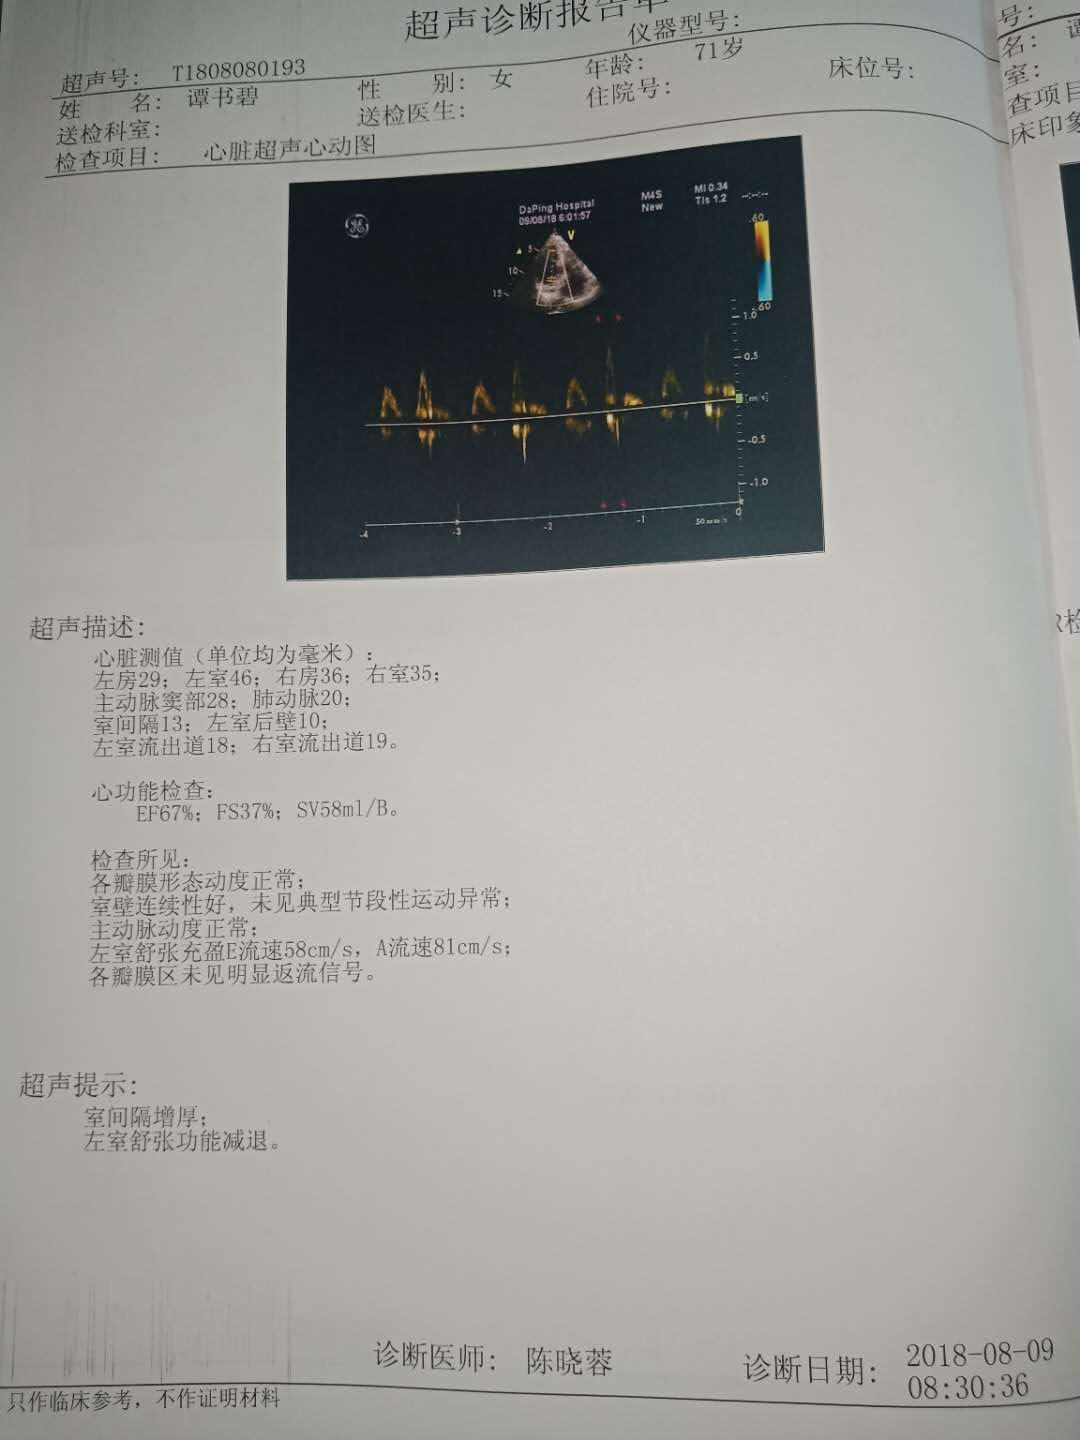 超声诊断报告单
仪器型号:
超声号: T1808080193
姓 名: 谭书碧 性 别: 女 年龄: 71岁 床位号:
送检科室: 送检医生: 住院号:
检查项目: 心脏超声心动图
号:
名:
室:
查项目
床印象
DaPing Hospital
09/08/18 6:01:57
M4S
New
MI 0.34
TIs 1.2
V
5
10
15
.60
-.60
1.0
0.5
[m/s]
-0.5
-1.0
-4
-3
-2
-1
0
超声描述:
心脏测值（单位均为毫米）:
左房29; 左室46; 右房36; 右室35;
主动脉窦部28; 肺动脉20;
室间隔13; 左室后壁10;
左室流出道18; 右室流出道19。
心功能检查:
EF67%; FS37%; SV58ml/B。
检查所见:
各瓣膜形态动度正常;
室壁连续性好, 未见典型节段性运动异常;
主动脉动度正常;
左室舒张充盈E流速58cm/s, A流速81cm/s;
各瓣膜区未见明显返流信号。
超声提示:
室间隔增厚;
左室舒张功能减退。
诊断医师: 陈晓蓉 诊断日期: 2018-08-09
08:30:36
只作临床参考, 不作证明材料